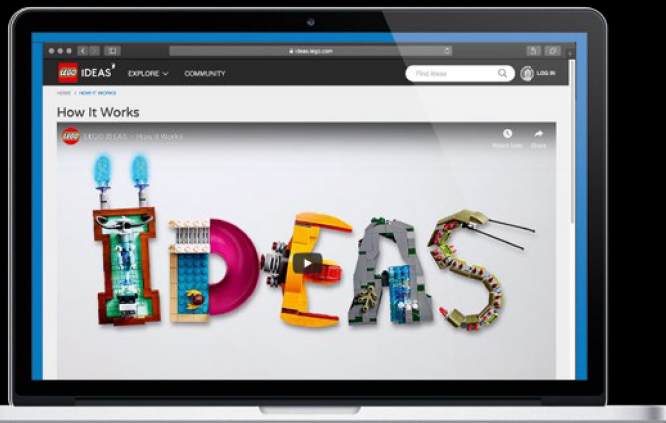 ideas.lego.com
LEGO IDEAS EXPLORE COMMUNITY Find Ideas LOG IN
HOME / HOW IT WORKS
How It Works
LEGO LEGO IDEAS - How it Works
Watch later Share
IDEAS